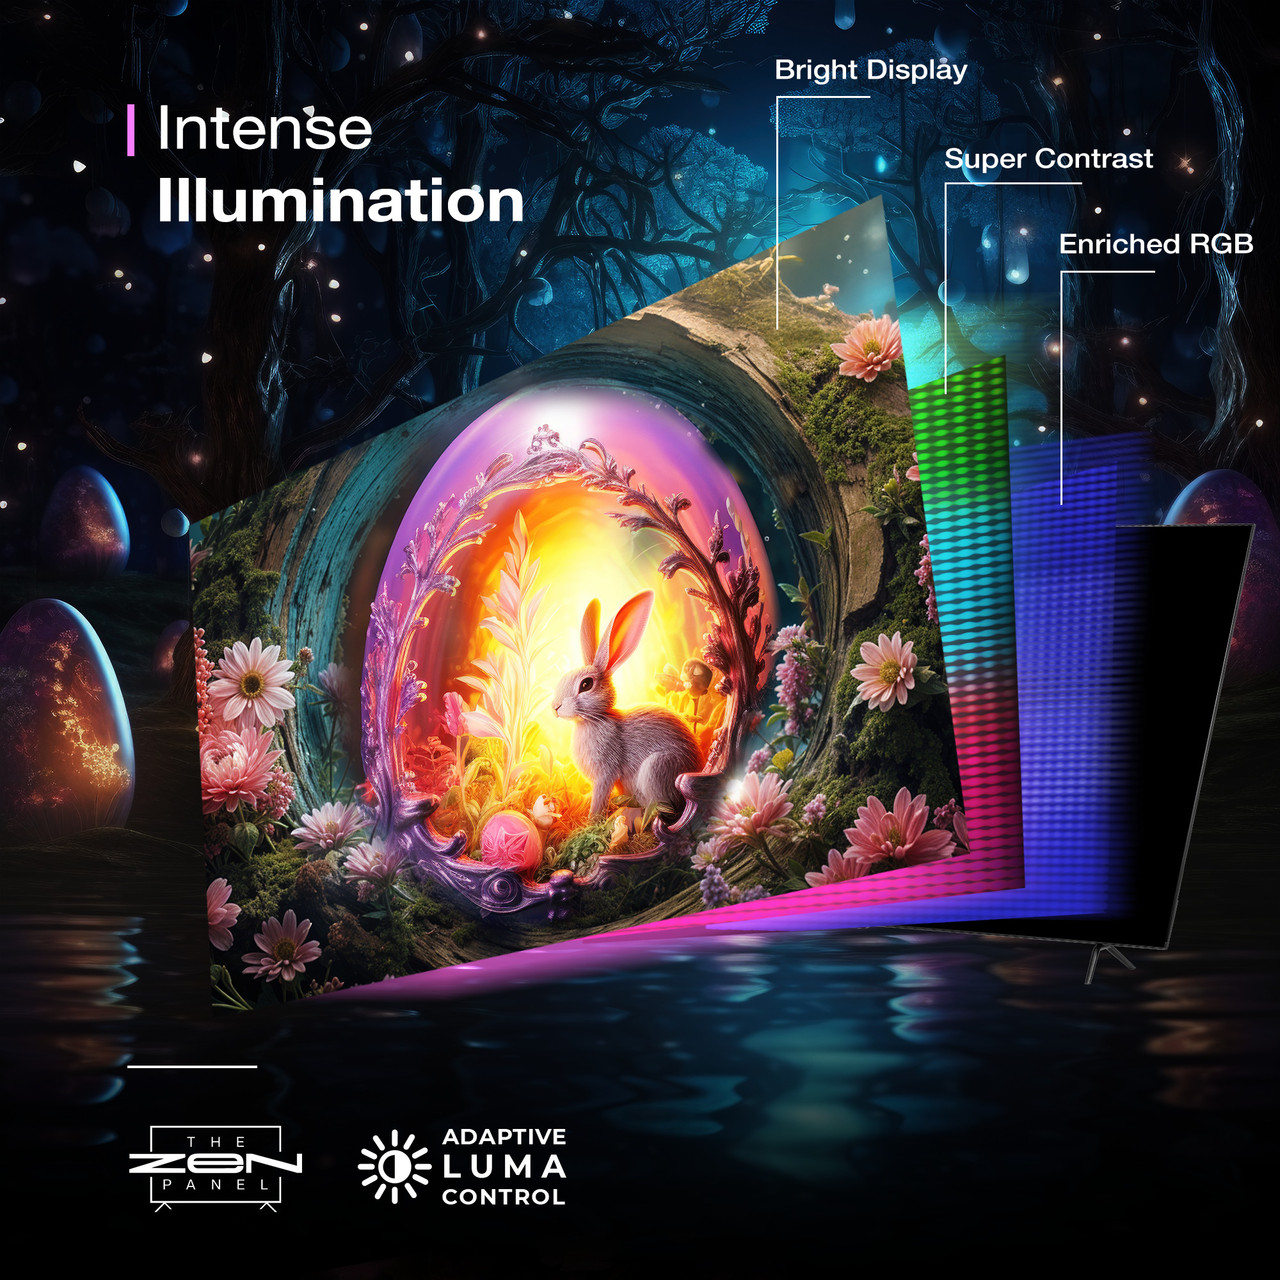 Intense
Illumination
Bright Display
Super Contrast
Enriched RGB
THE
ZEN
PANEL
ADAPTIVE
LUMA
CONTROL